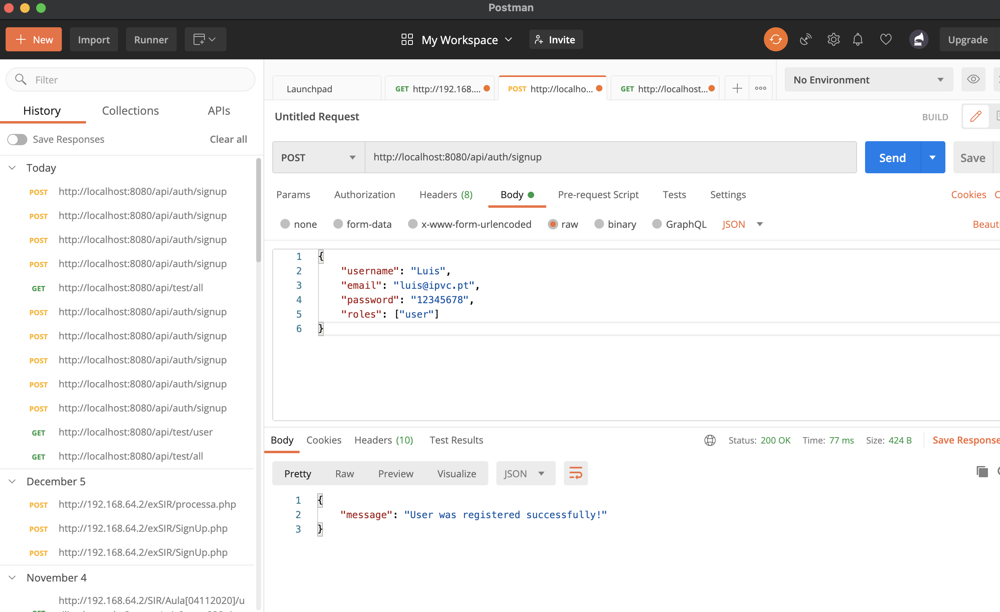 Postman
New
Import
Runner
My Workspace
Invite
Upgrade
Filter
History
Collections
APIs
Save Responses
Clear all
Today
POST http://localhost:8080/api/auth/signup
POST http://localhost:8080/api/auth/signup
POST http://localhost:8080/api/auth/signup
POST http://localhost:8080/api/auth/signup
GET http://localhost:8080/api/test/all
POST http://localhost:8080/api/auth/signup
POST http://localhost:8080/api/auth/signup
POST http://localhost:8080/api/auth/signup
POST http://localhost:8080/api/auth/signup
POST http://localhost:8080/api/auth/signup
GET http://localhost:8080/api/test/user
GET http://localhost:8080/api/test/all
December 5
POST http://192.168.64.2/exSIR/processa.php
POST http://192.168.64.2/exSIR/SignUp.php
POST http://192.168.64.2/exSIR/SignUp.php
November 4
http://192.168.64.2/SIR/Aula[04112020]/u
Launchpad
GET http://192.168....
POST http://localho...
GET http://localhost...
No Environment
Untitled Request
BUILD
POST
http://localhost:8080/api/auth/signup
Send
Save
Params
Authorization
Headers (8)
Body
Pre-request Script
Tests
Settings
Cookies
none
form-data
x-www-form-urlencoded
raw
binary
GraphQL
JSON
Beauti
1 {
2 "username": "Luis",
3 "email": "luis@ipvc.pt",
4 "password": "12345678",
5 "roles": ["user"]
6 }
Body
Cookies
Headers (10)
Test Results
Status: 200 OK
Time: 77 ms
Size: 424 B
Save Response
Pretty
Raw
Preview
Visualize
JSON
1 {
2 "message": "User was registered successfully!"
3 }